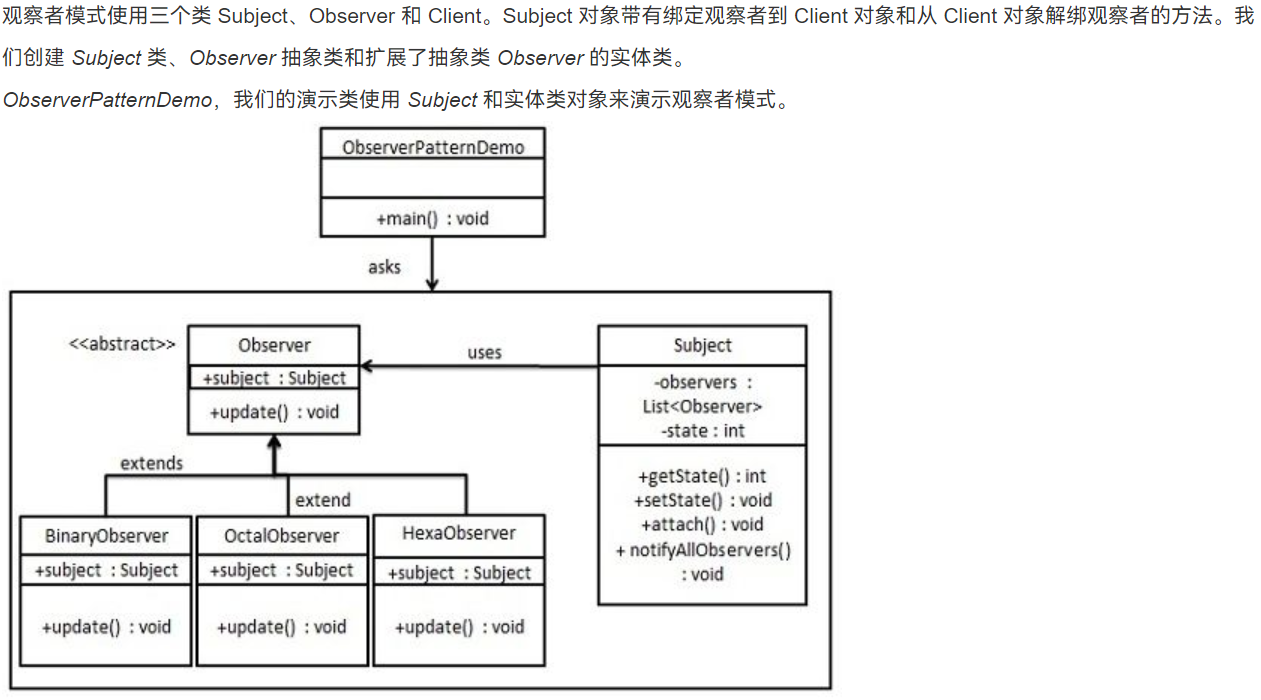 观察者模式使用三个类 Subject、Observer 和 Client。Subject 对象带有绑定观察者到 Client 对象和从 Client 对象解绑观察者的方法。我
们创建 Subject 类、Observer 抽象类和扩展了抽象类 Observer 的实体类。
ObserverPatternDemo，我们的演示类使用 Subject 和实体类对象来演示观察者模式。
ObserverPatternDemo
+main() : void
asks
<<abstract>>
Observer
+subject : Subject
+update() : void
uses
Subject
-observers :
List<Observer>
-state : int
+getState() : int
+setState() : void
+attach() : void
+ notifyAllObservers()
: void
extends
extend
BinaryObserver
+subject : Subject
+update() : void
OctalObserver
+subject : Subject
+update() : void
HexaObserver
+subject : Subject
+update() : void